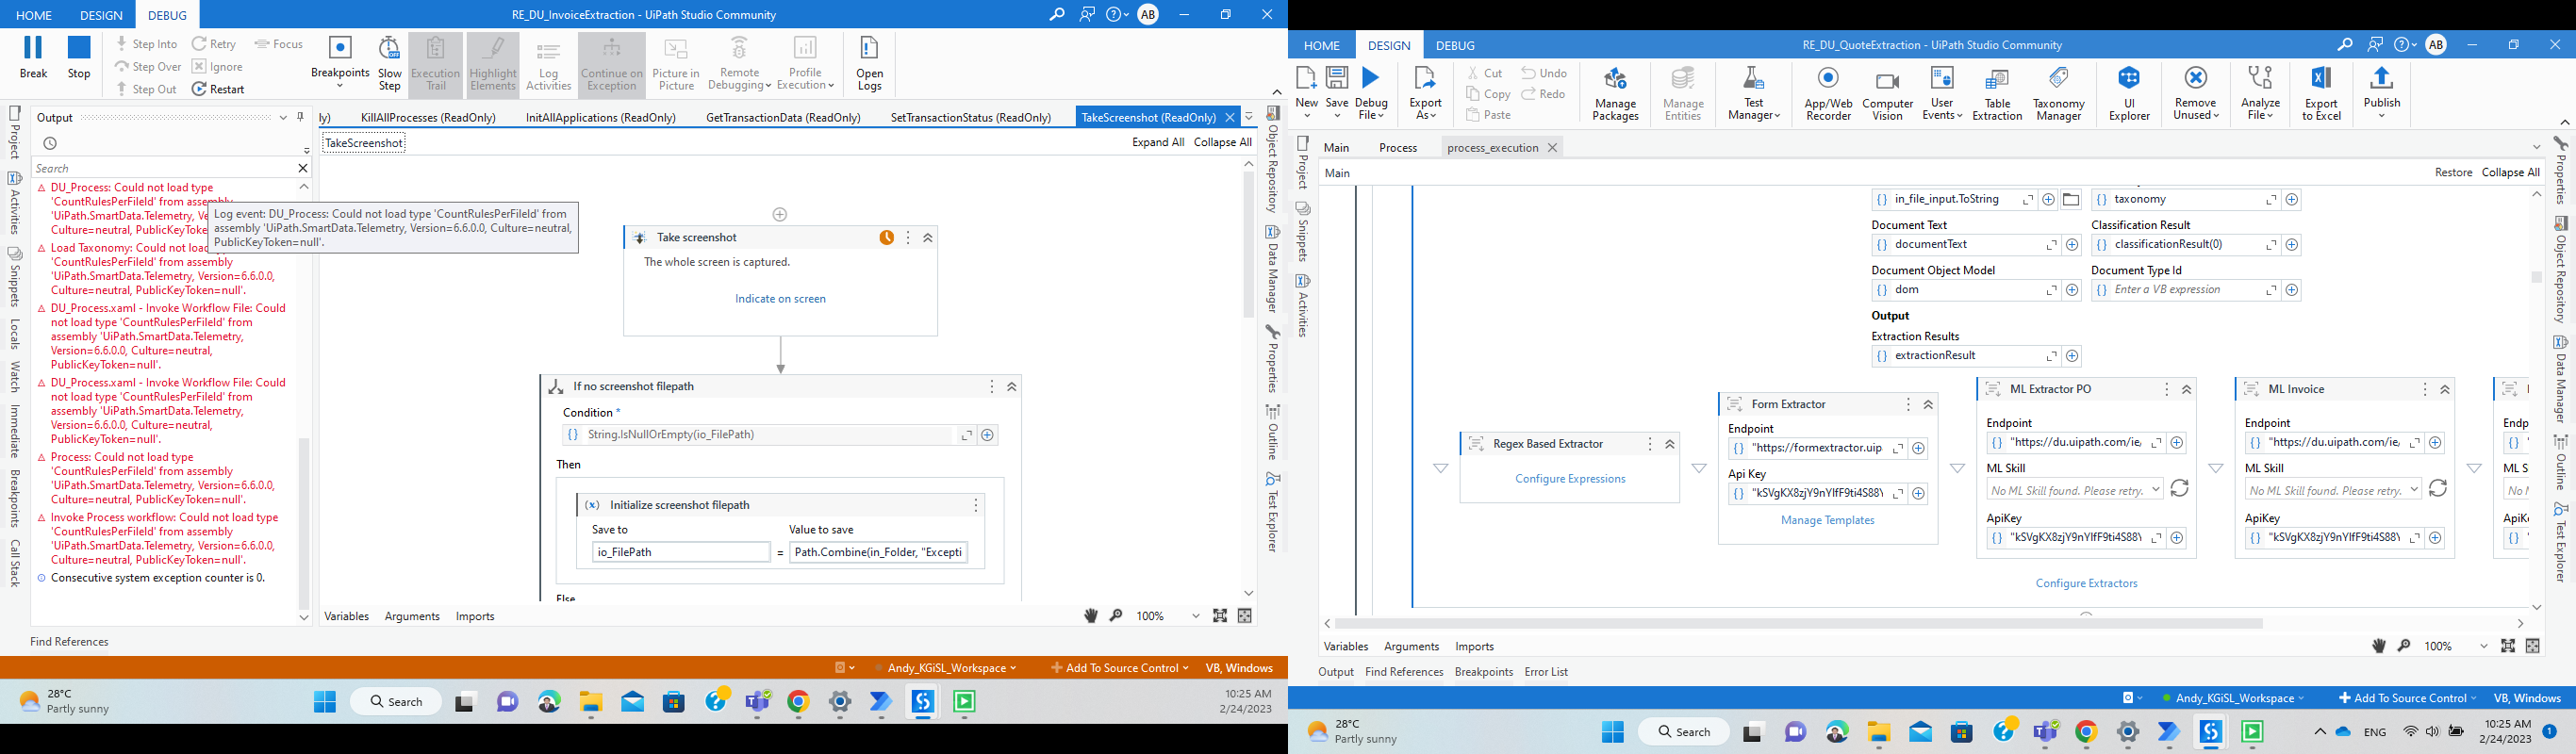 HOME DESIGN DEBUG RE_DU_InvoiceExtraction - UiPath Studio Community AB
Break Stop Step Into Retry Focus
Step Over Ignore
Step Out Restart
Breakpoints Slow Step Execution Trail Highlight Elements Log Activities Continue on Exception Picture in Picture Remote Debugging Profile Execution Open Logs
Output
Search
DU_Process: Could not load type
'CountRulesPerFileId' from assembly
'UiPath.SmartData.Telemetry, Ve
Culture=neutral, PublicKeyToken
Load Taxonomy: Could not load
'CountRulesPerFileId' from assembly
'UiPath.SmartData.Telemetry, Version=6.6.0.0,
Culture=neutral, PublicKeyToken=null'.
DU_Process.xaml - Invoke Workflow File: Could
not load type 'CountRulesPerFileId' from
assembly 'UiPath.SmartData.Telemetry,
Version=6.6.0.0, Culture=neutral,
PublicKeyToken=null'.
DU_Process.xaml - Invoke Workflow File: Could
not load type 'CountRulesPerFileId' from
assembly 'UiPath.SmartData.Telemetry,
Version=6.6.0.0, Culture=neutral,
PublicKeyToken=null'.
Process: Could not load type
'CountRulesPerFileId' from assembly
'UiPath.SmartData.Telemetry, Version=6.6.0.0,
Culture=neutral, PublicKeyToken=null'.
Invoke Process workflow: Could not load type
'CountRulesPerFileId' from assembly
'UiPath.SmartData.Telemetry, Version=6.6.0.0,
Culture=neutral, PublicKeyToken=null'.
Consecutive system exception counter is 0.
Log event: DU_Process: Could not load type 'CountRulesPerFileId' from
assembly 'UiPath.SmartData.Telemetry, Version=6.6.0.0, Culture=neutral,
PublicKeyToken=null'.
Find References
Project
Activities
Snippets
Locals
Watch
Immediate
Breakpoints
Call Stack
ly) KillAllProcesses (ReadOnly) InitAllApplications (ReadOnly) GetTransactionData (ReadOnly) SetTransactionStatus (ReadOnly) TakeScreenshot (ReadOnly)
TakeScreenshot Expand All Collapse All
Take screenshot
The whole screen is captured.
Indicate on screen
If no screenshot filepath
Condition *
String.IsNullOrEmpty(io_FilePath)
Then
Initialize screenshot filepath
Save to Value to save
io_FilePath = Path.Combine(in_Folder, "Excepti
Else
Variables Arguments Imports 100%
Object Repository
Data Manager
Properties
Outline
Test Explorer
Andy_KGiSL_Workspace Add To Source Control VB, Windows
28°C
Partly sunny
Search
10:25 AM
2/24/2023
HOME DESIGN DEBUG RE_DU_QuoteExtraction - UiPath Studio Community AB
New Save Debug File Export As Cut Copy Paste Undo Redo Manage Packages Manage Entities Test Manager App/Web Recorder Computer Vision User Events Table Extraction Taxonomy Manager UI Explorer Remove Unused Analyze File Export to Excel Publish
Main Process process_execution
Main Restore Collapse All
Project
Snippets
Activities
in_file_input.ToString taxonomy
Document Text Classification Result
documentText classificationResult(0)
Document Object Model Document Type Id
dom Enter a VB expression
Output
Extraction Results
extractionResult
Regex Based Extractor
Configure Expressions
Form Extractor
Endpoint
"https://formextractor.uip
Api Key
"kSVgKX8zjY9nYIfF9ti4S88Y
Manage Templates
ML Extractor PO
Endpoint
"https://du.uipath.com/ie/
ML Skill
No ML Skill found. Please retry.
ApiKey
"kSVgKX8zjY9nYIfF9ti4S88Y
ML Invoice
Endpoint
"https://du.uipath.com/ie/
ML Skill
No ML Skill found. Please retry.
ApiKey
"kSVgKX8zjY9nYIfF9ti4S88Y
Endp
ML S
No
ApiK
Configure Extractors
Variables Arguments Imports 100%
Output Find References Breakpoints Error List
Properties
Object Repository
Data Manager
Outline
Test Explorer
Andy_KGiSL_Workspace Add To Source Control VB, Windows
28°C
Partly sunny
Search
ENG
10:25 AM
2/24/2023
1